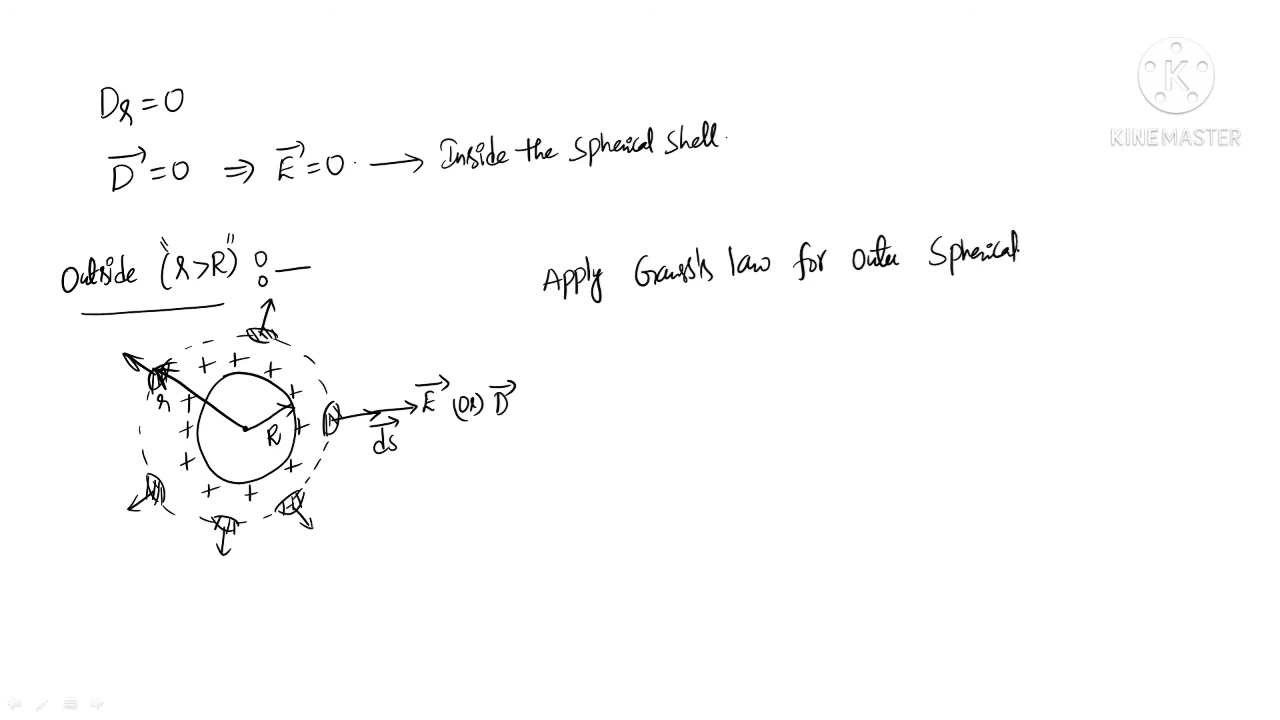 Dr = 0
D = 0 ⇒ E = 0. → Inside the Spherical Shell.
Outside ("r > R") :-
Apply Gauss's law for Outer Spherical
E (Or) D
ds
r
R
K
KINEMASTER